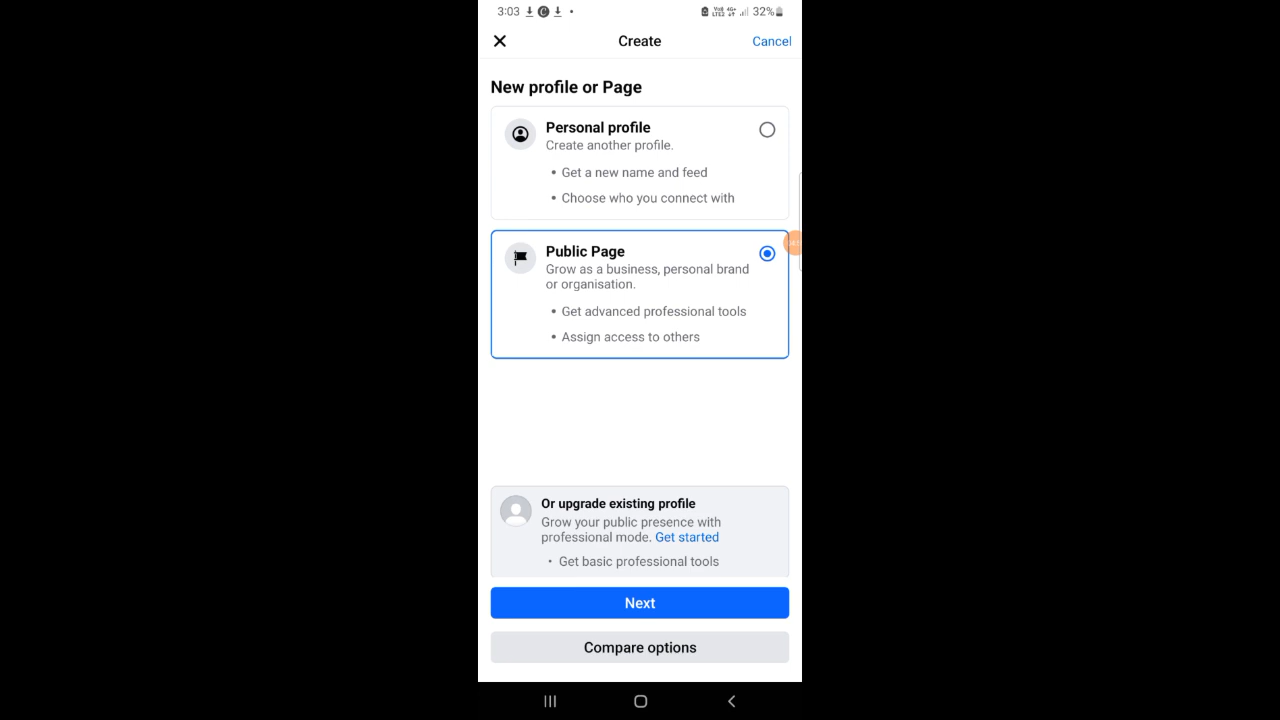 3:03
32%
Create
Cancel
New profile or Page
Personal profile
Create another profile.
• Get a new name and feed
• Choose who you connect with
Public Page
Grow as a business, personal brand
or organisation.
• Get advanced professional tools
• Assign access to others
Or upgrade existing profile
Grow your public presence with
professional mode. Get started
• Get basic professional tools
Next
Compare options